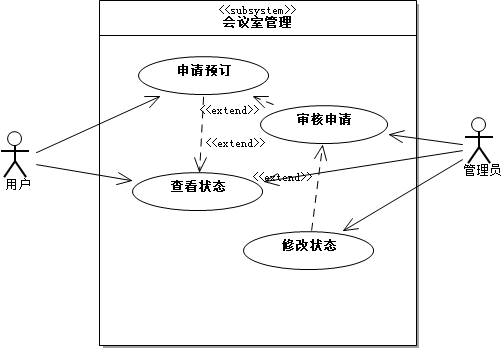 <<subsystem>>
会议室管理
申请预订
<<extend>>
审核申请
<<extend>>
用户
管理员
查看状态
<<extend>>
修改状态